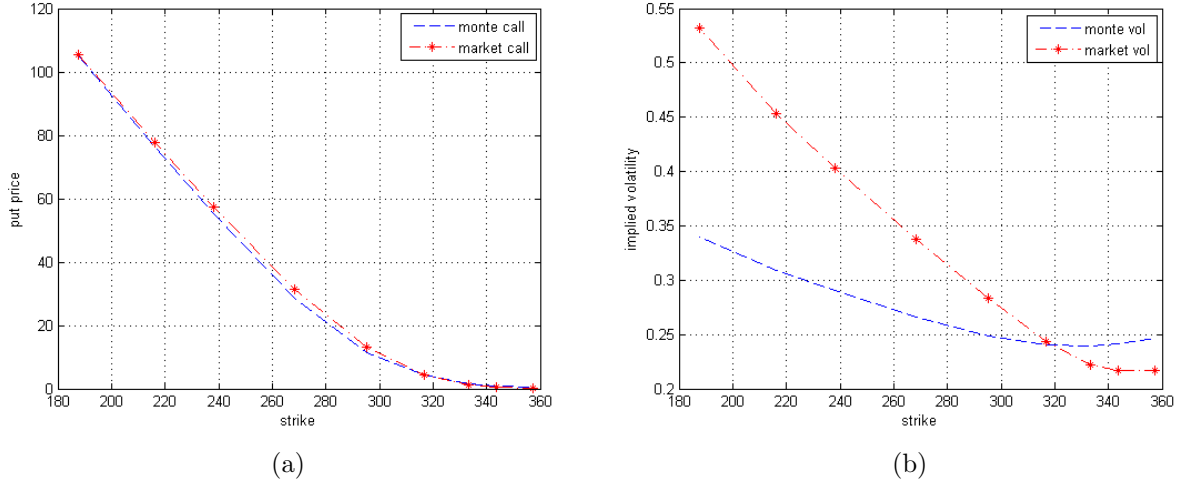 120
100
80
60
40
20
0
put price
180 200 220 240 260 280 300 320 340 360
strike
monte call
market call
(a)
0.55
0.5
0.45
0.4
0.35
0.3
0.25
0.2
implied volatility
180 200 220 240 260 280 300 320 340 360
strike
monte vol
market vol
(b)